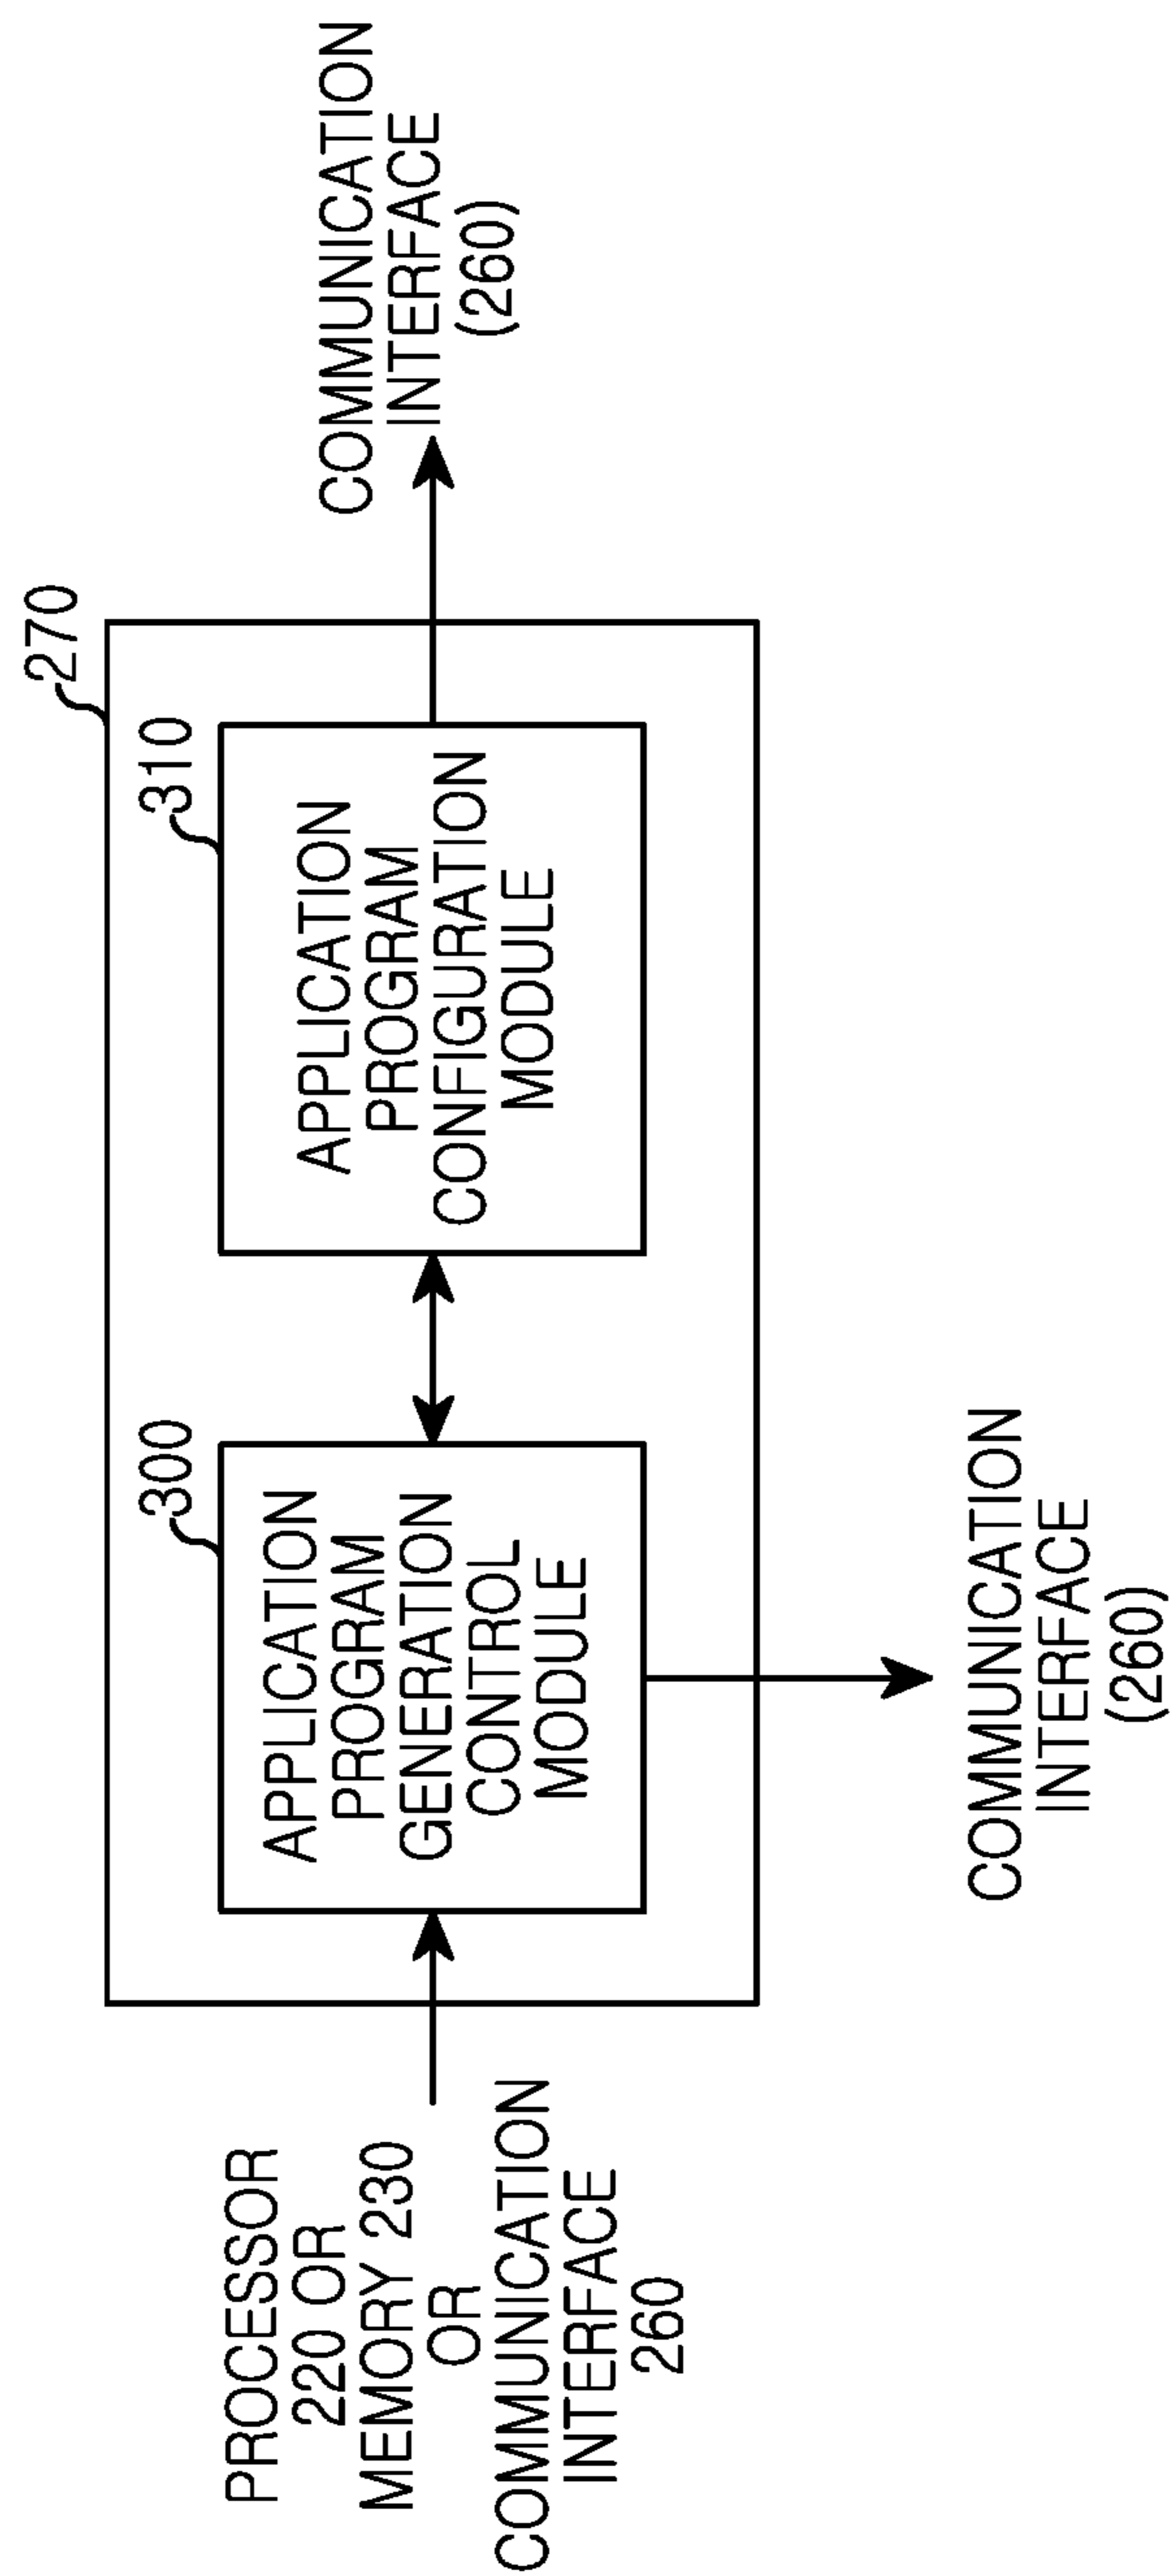 270
300
310
PROCESSOR
220 OR
MEMORY 230
OR
COMMUNICATION
INTERFACE
260
APPLICATION
PROGRAM
GENERATION
CONTROL
MODULE
APPLICATION
PROGRAM
CONFIGURATION
MODULE
COMMUNICATION
INTERFACE
(260)
COMMUNICATION
INTERFACE
(260)